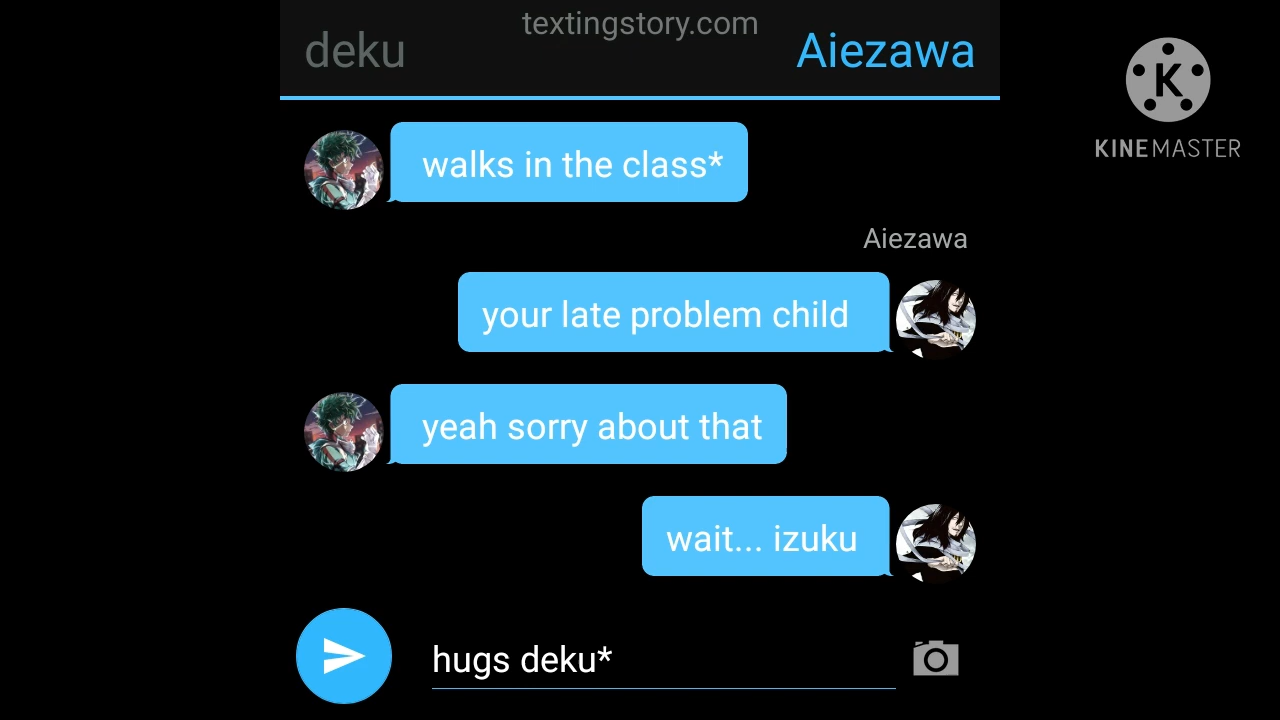 textingstory.com
deku
Aiezawa
walks in the class*
Aiezawa
your late problem child
yeah sorry about that
wait... izuku
hugs deku*
K
KINEMASTER